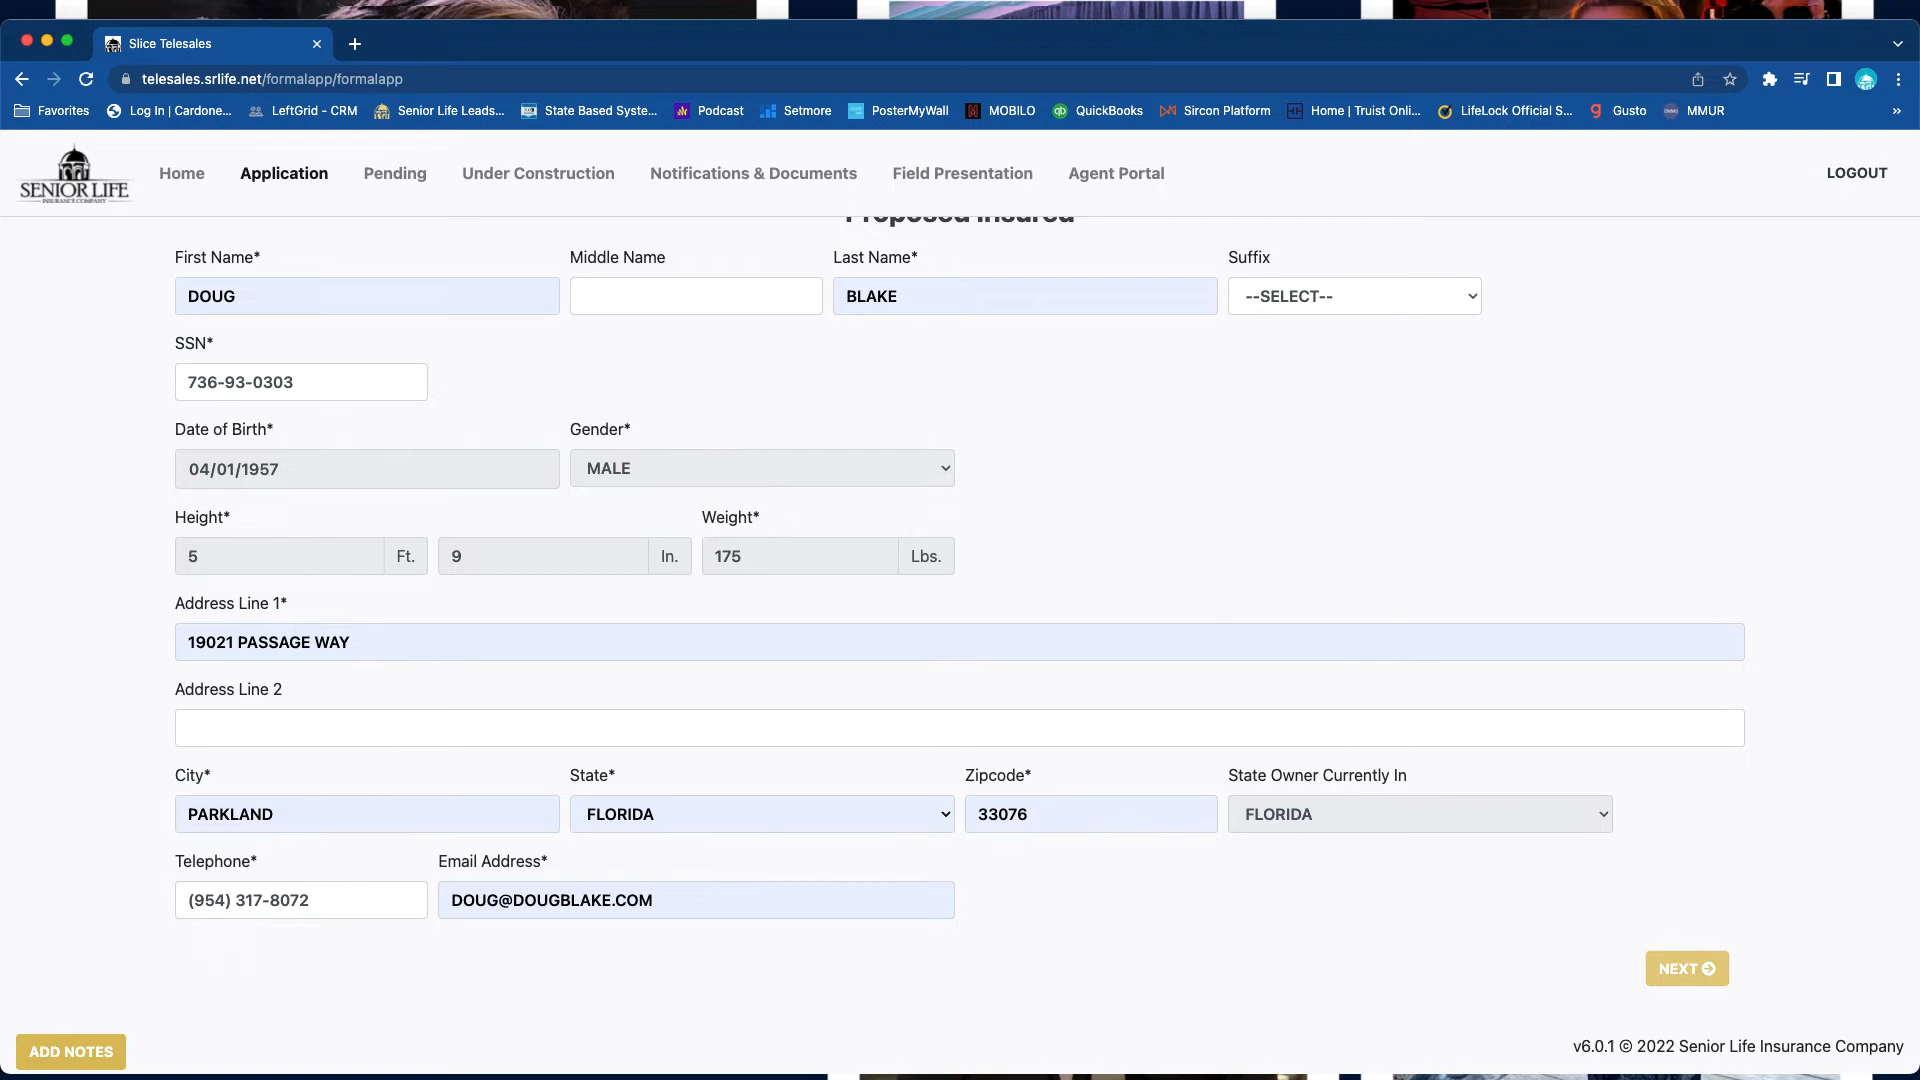 Slice Telesales
telesales.srlife.net/formalapp/formalapp
Favorites Log In | Cardone... LeftGrid - CRM Senior Life Leads... State Based Syste... Podcast Setmore PosterMyWall MOBILO QuickBooks Sircon Platform Home | Truist Onli... LifeLock Official S... Gusto MMUR »
SENIOR LIFE
INSURANCE COMPANY
Home Application Pending Under Construction Notifications & Documents Field Presentation Agent Portal LOGOUT
Proposed Insured
First Name* Middle Name Last Name* Suffix
DOUG BLAKE --SELECT--
SSN*
736-93-0303
Date of Birth* Gender*
04/01/1957 MALE
Height* Weight*
5 Ft. 9 In. 175 Lbs.
Address Line 1*
19021 PASSAGE WAY
Address Line 2
City* State* Zipcode* State Owner Currently In
PARKLAND FLORIDA 33076 FLORIDA
Telephone* Email Address*
(954) 317-8072 DOUG@DOUGBLAKE.COM
NEXT
ADD NOTES
v6.0.1 © 2022 Senior Life Insurance Company